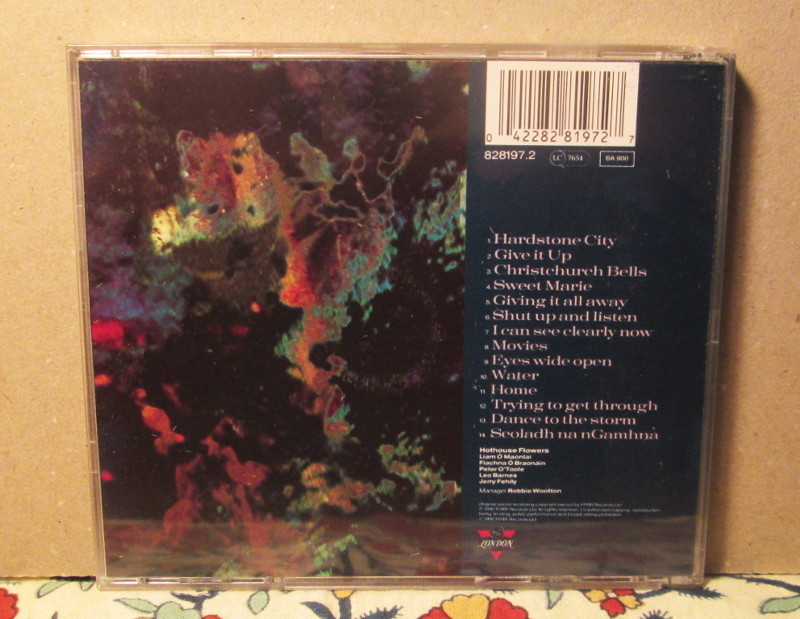 0 42282 81972 7
828197.2 LC 7654 BA 900
1. Hardstone City
2. Give it Up
3. Christchurch Bells
4. Sweet Marie
5. Giving it all away
6. Shut up and listen
7. I can see clearly now
8. Movies
9. Eyes wide open
10. Water
11. Home
12. Trying to get through
13. Dance to the storm
14. Seoladh na nGamhna
Hothouse Flowers
Liam Ó Maonlaí
Fiachna Ó Braonáin
Peter O'Toole
Leo Barnes
Jerry Fehily
Manager Robbie Wootton
LONDON